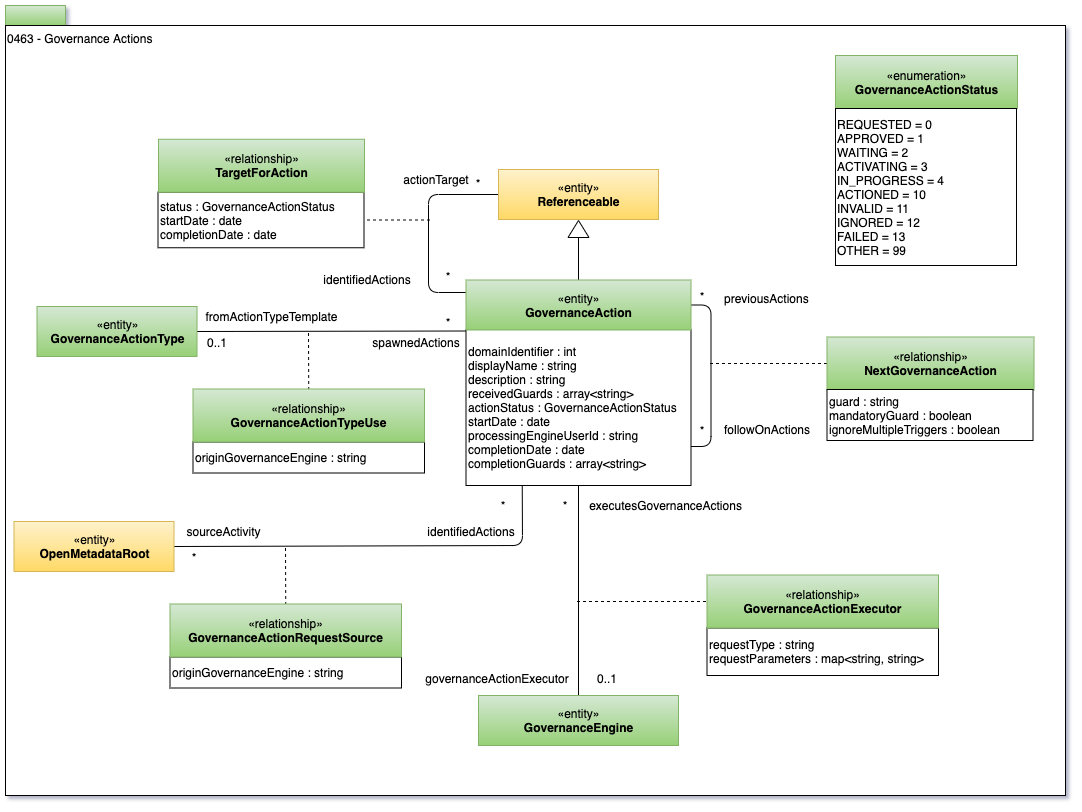 0463 - Governance Actions
«enumeration»
GovernanceActionStatus
REQUESTED = 0
APPROVED = 1
WAITING = 2
ACTIVATING = 3
IN_PROGRESS = 4
ACTIONED = 10
INVALID = 11
IGNORED = 12
FAILED = 13
OTHER = 99
«relationship»
TargetForAction
status : GovernanceActionStatus
startDate : date
completionDate : date
actionTarget *
«entity»
Referenceable
*
identifiedActions
«entity»
GovernanceAction
domainIdentifier : int
displayName : string
description : string
receivedGuards : array<string>
actionStatus : GovernanceActionStatus
startDate : date
processingEngineUserId : string
completionDate : date
completionGuards : array<string>
* previousActions
* followOnActions
«relationship»
NextGovernanceAction
guard : string
mandatoryGuard : boolean
ignoreMultipleTriggers : boolean
«entity»
GovernanceActionType
fromActionTypeTemplate
0..1
*
spawnedActions
«relationship»
GovernanceActionTypeUse
originGovernanceEngine : string
«entity»
OpenMetadataRoot
sourceActivity
*
*
identifiedActions
«relationship»
GovernanceActionRequestSource
originGovernanceEngine : string
* executesGovernanceActions
«relationship»
GovernanceActionExecutor
requestType : string
requestParameters : map<string, string>
governanceActionExecutor 0..1
«entity»
GovernanceEngine